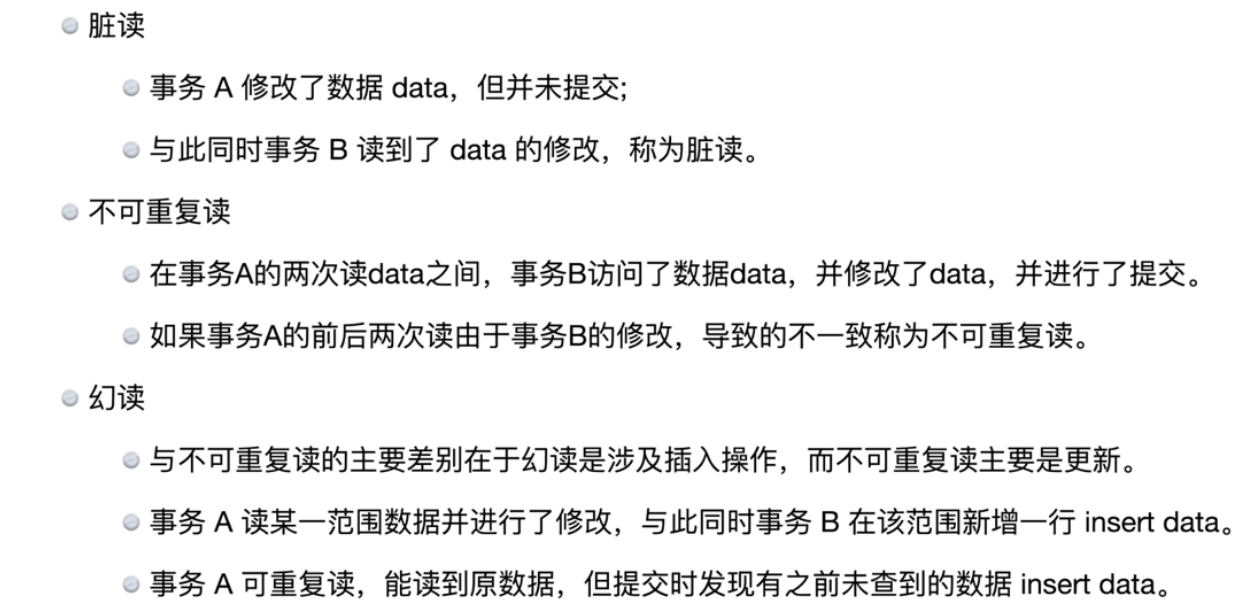 脏读
事务 A 修改了数据 data，但并未提交;
与此同时事务 B 读到了 data 的修改，称为脏读。
不可重复读
在事务A的两次读data之间，事务B访问了数据data，并修改了data，并进行了提交。
如果事务A的前后两次读由于事务B的修改，导致的不一致称为不可重复读。
幻读
与不可重复读的主要差别在于幻读是涉及插入操作，而不可重复读主要是更新。
事务 A 读某一范围数据并进行了修改，与此同时事务 B 在该范围新增一行 insert data。
事务 A 可重复读，能读到原数据，但提交时发现有之前未查到的数据 insert data。